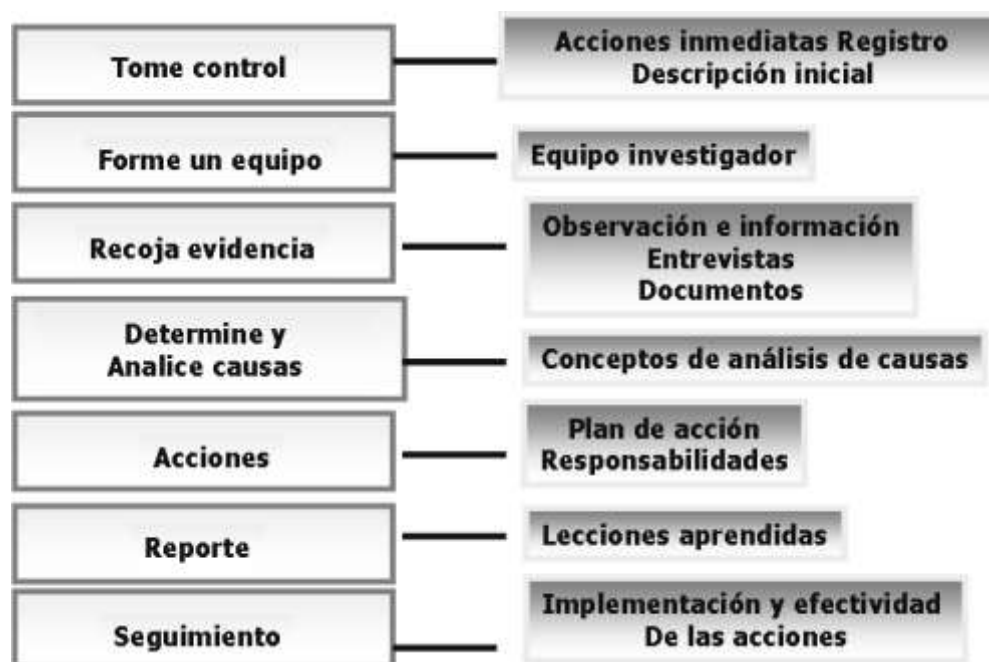 Tome control
Acciones inmediatas Registro
Descripción inicial
Forme un equipo
Equipo investigador
Recoja evidencia
Observación e información
Entrevistas
Documentos
Determine y
Analice causas
Conceptos de análisis de causas
Acciones
Plan de acción
Responsabilidades
Reporte
Lecciones aprendidas
Seguimiento
Implementación y efectividad
De las acciones